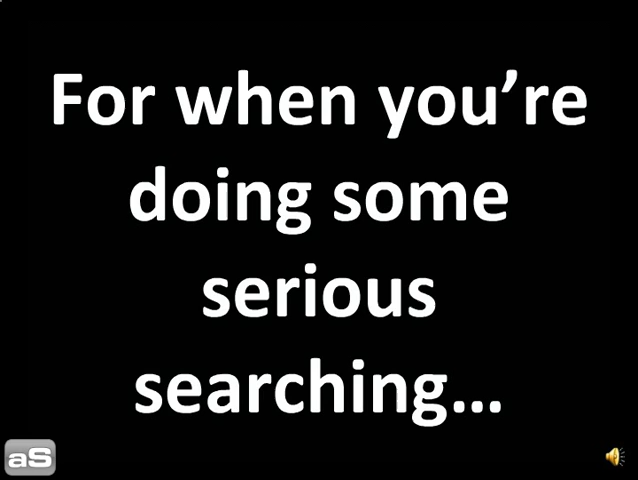 For when you’re
doing some
serious
searching…
aS